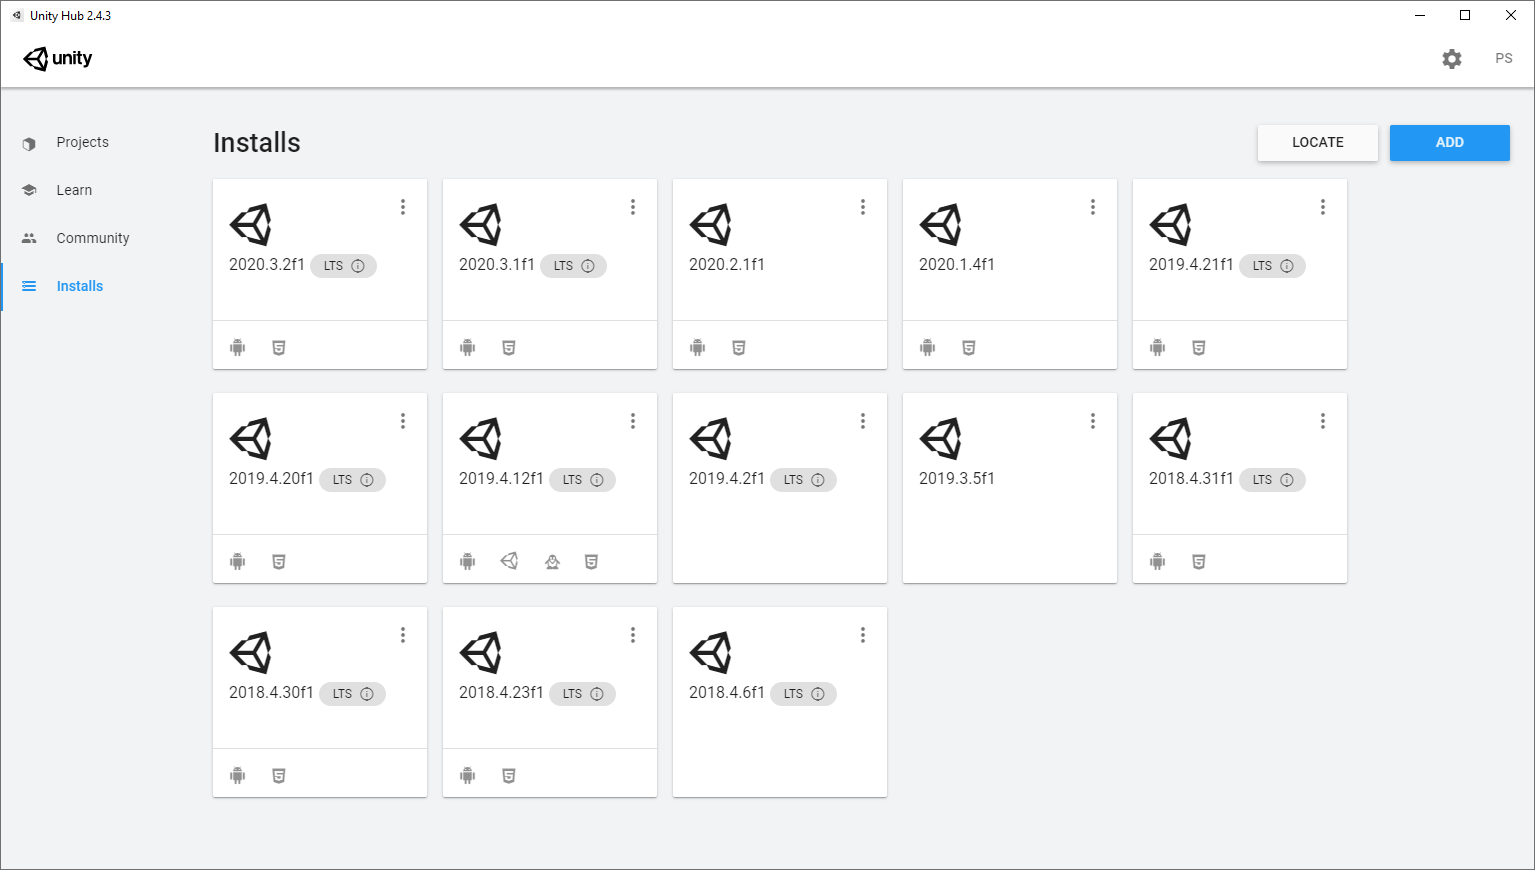 Unity Hub 2.4.3
unity
PS
Projects
Learn
Community
Installs
Installs
LOCATE
ADD
2020.3.2f1 LTS
2020.3.1f1 LTS
2020.2.1f1
2020.1.4f1
2019.4.21f1 LTS
2019.4.20f1 LTS
2019.4.12f1 LTS
2019.4.2f1 LTS
2019.3.5f1
2018.4.31f1 LTS
2018.4.30f1 LTS
2018.4.23f1 LTS
2018.4.6f1 LTS